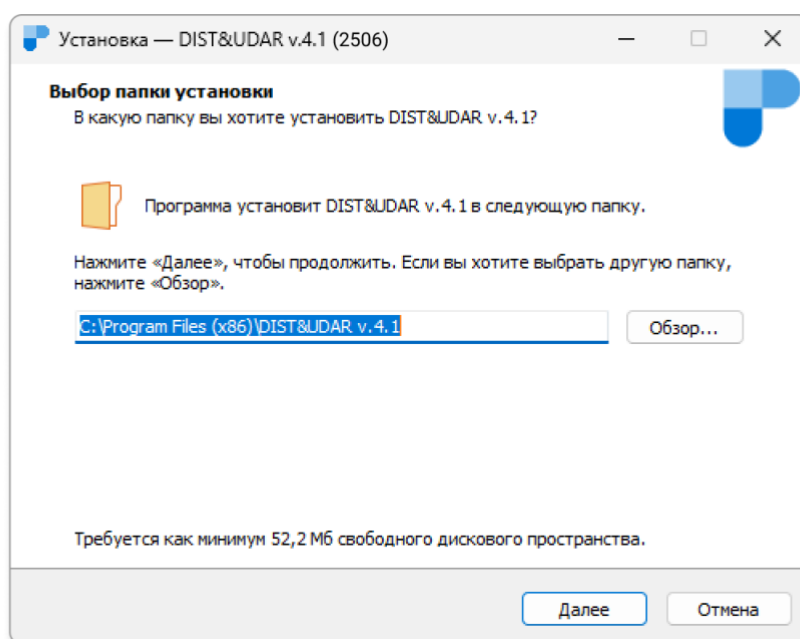 Установка — DIST&UDAR v.4.1 (2506)
Выбор папки установки
В какую папку вы хотите установить DIST&UDAR v.4.1?
Программа установит DIST&UDAR v.4.1 в следующую папку.
Нажмите «Далее», чтобы продолжить. Если вы хотите выбрать другую папку,
нажмите «Обзор».
C:\Program Files (x86)\DIST&UDAR v.4.1
Обзор...
Требуется как минимум 52,2 Мб свободного дискового пространства.
Далее
Отмена